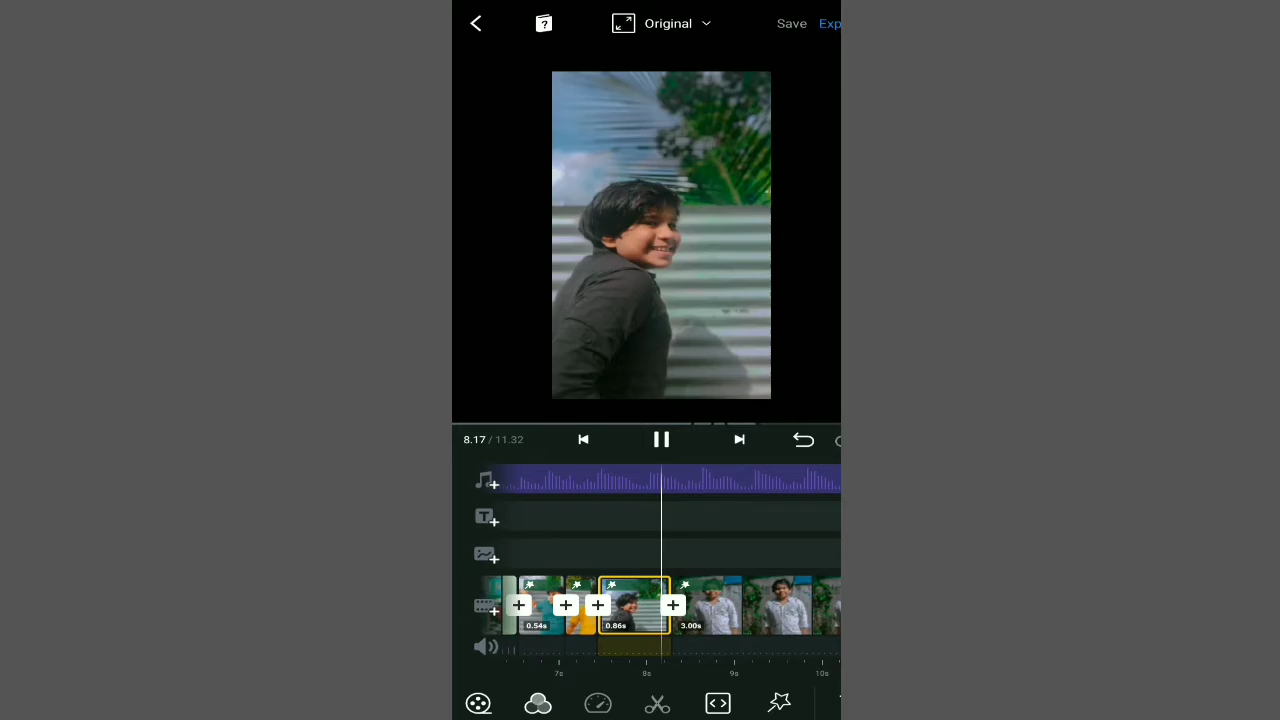 Original Save Exp
8.17 / 11.32
T
0.54s 0.86s 3.00s
7s 8s 9s 10s